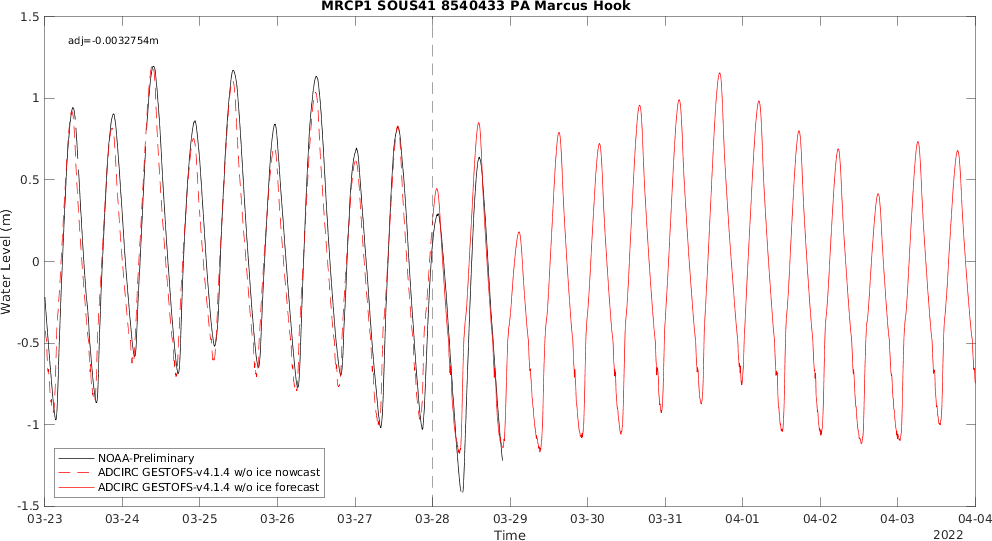 MRCP1 SOUS41 8540433 PA Marcus Hook
adj=-0.0032754m
1.5
1
0.5
0
-0.5
-1
-1.5
Water Level (m)
NOAA-Preliminary
ADCIRC GESTOFS-v4.1.4 w/o ice nowcast
ADCIRC GESTOFS-v4.1.4 w/o ice forecast
03-23 03-24 03-25 03-26 03-27 03-28 03-29 03-30 03-31 04-01 04-02 04-03 04-04
Time
2022